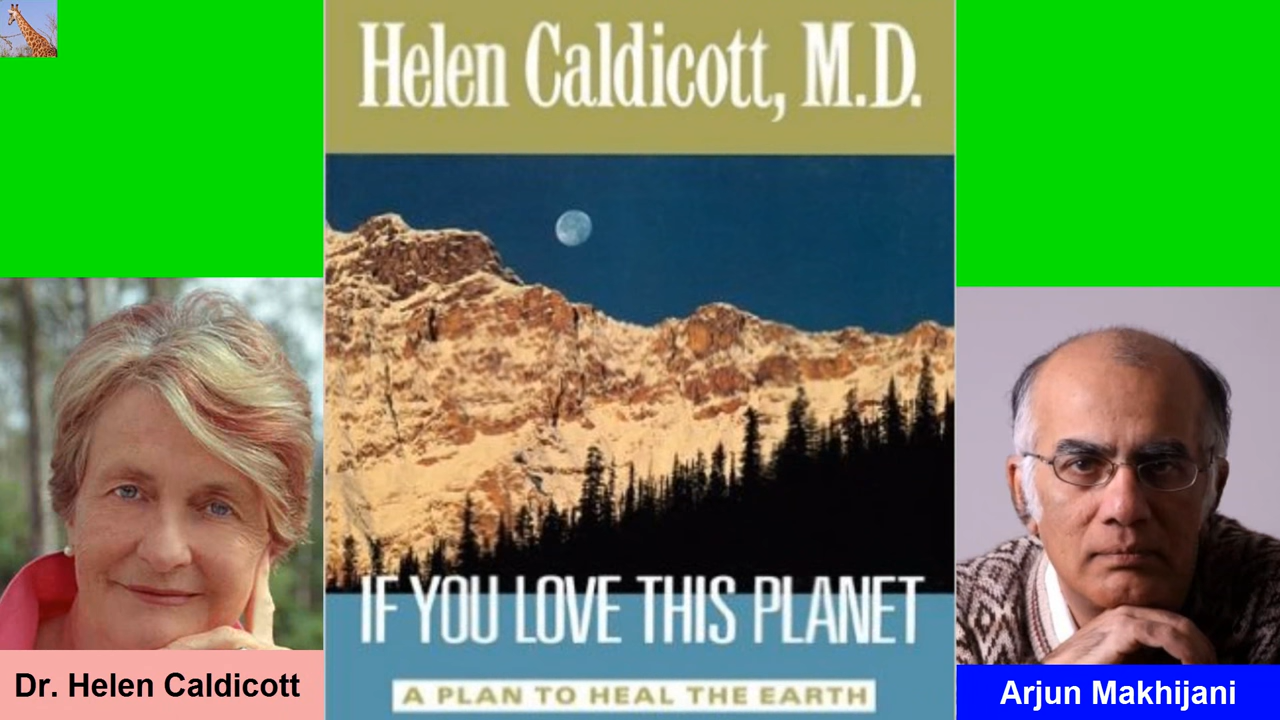 Helen Caldicott, M.D.
IF YOU LOVE THIS PLANET
A PLAN TO HEAL THE EARTH
Dr. Helen Caldicott
Arjun Makhijani